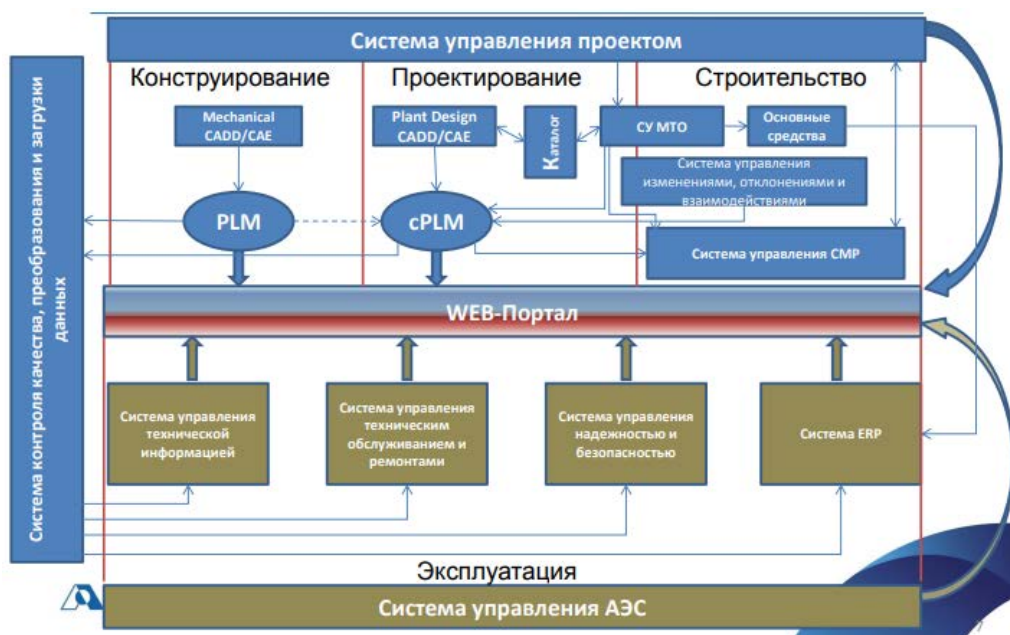 Система управления проектом
Конструирование
Проектирование
Строительство
Mechanical
CADD/CAE
Plant Design
CADD/CAE
Каталог
СУ МТО
Основные
средства
Система управления
изменениями, отклонениями и
взаимодействиями
PLM
cPLM
Система управления СМР
Система контроля качества, преобразования и загрузки
данных
WEB-Портал
Система управления
технической
информацией
Система управления
техническим
обслуживанием и
ремонтами
Система управления
надежностью и
безопасностью
Система ERP
Эксплуатация
Система управления АЭС